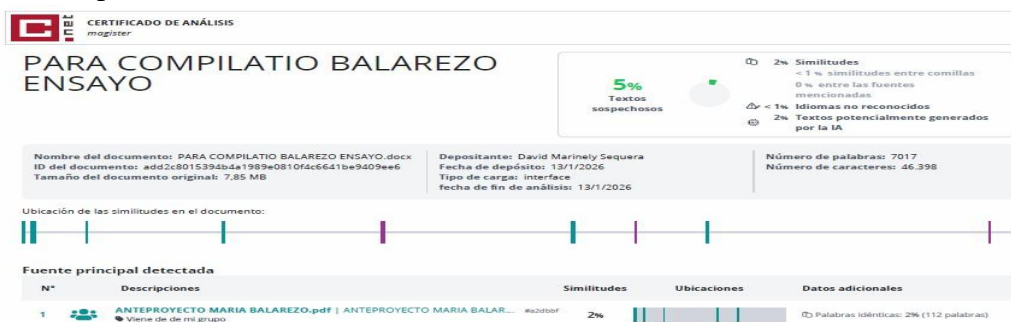 C net
CERTIFICADO DE ANÁLISIS
magister
PARA COMPILATIO BALAREZO
ENSAYO
5%
Textos
sospechosos
2% Similitudes
< 1 % similitudes entre comillas
0 % entre las fuentes
mencionadas
< 1% Idiomas no reconocidos
2% Textos potencialmente generados
por la IA
Nombre del documento: PARA COMPILATIO BALAREZO ENSAYO.docx
ID del documento: add2c8015394b4a1989e0810f4c6641be9409ee6
Tamaño del documento original: 7,85 MB
Depositante: David Marinely Sequera
Fecha de depósito: 13/1/2026
Tipo de carga: interface
fecha de fin de análisis: 13/1/2026
Número de palabras: 7017
Número de caracteres: 46.398
Ubicación de las similitudes en el documento:
Fuente principal detectada
N° Descripciones Similitudes Ubicaciones Datos adicionales
1 ANTEPROYECTO MARIA BALAREZO.pdf | ANTEPROYECTO MARIA BALAR... #a2dbbf 2% Palabras idénticas: 2% (112 palabras)
Viene de de mi grupo